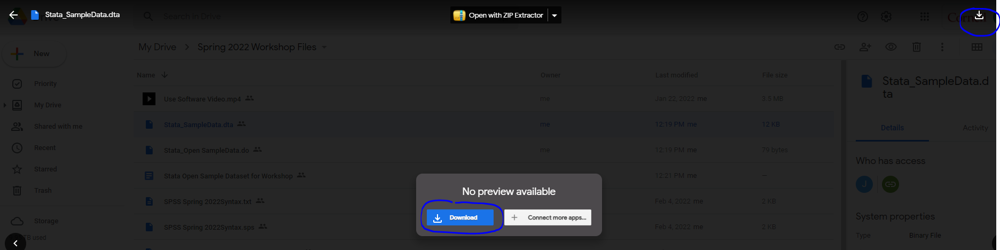 Stata_SampleData.dta
Open with ZIP Extractor
Search in Drive
New
My Drive > Spring 2022 Workshop Files
Priority
My Drive
Shared with me
Recent
Starred
Trash
Storage
TB used
Name Owner Last modified File size
Use Software Video.mp4 me Jan 22, 2022 me 3.5 MB
Stata_SampleData.dta me 12:19 PM me 12 KB
Stata_Open SampleData.do me 12:19 PM me 79 bytes
Stata Open Sample Dataset for Workshop 12:21 PM me —
SPSS Spring 2022Syntax.txt Feb 4, 2022 me 2 KB
SPSS Spring 2022Syntax.sps Feb 4, 2022 me 2 KB
No preview available
Download
Connect more apps...
Stata_SampleData.d
ta
Details Activity
Who has access
J
System properties
Type Binary File